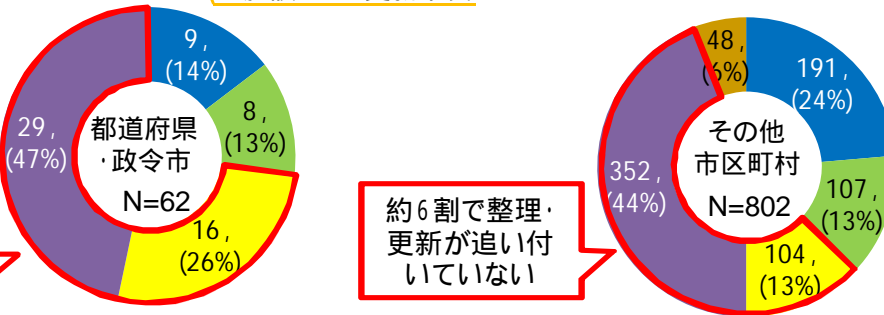 9,
(14%)
8,
(13%)
29,
(47%)
都道府県
・政令市
N=62
16,
(26%)
約6割で整理・
更新が追い付
いていない
48,
(6%)
191,
(24%)
352,
(44%)
その他
市区町村
N=802
107,
(13%)
104,
(13%)